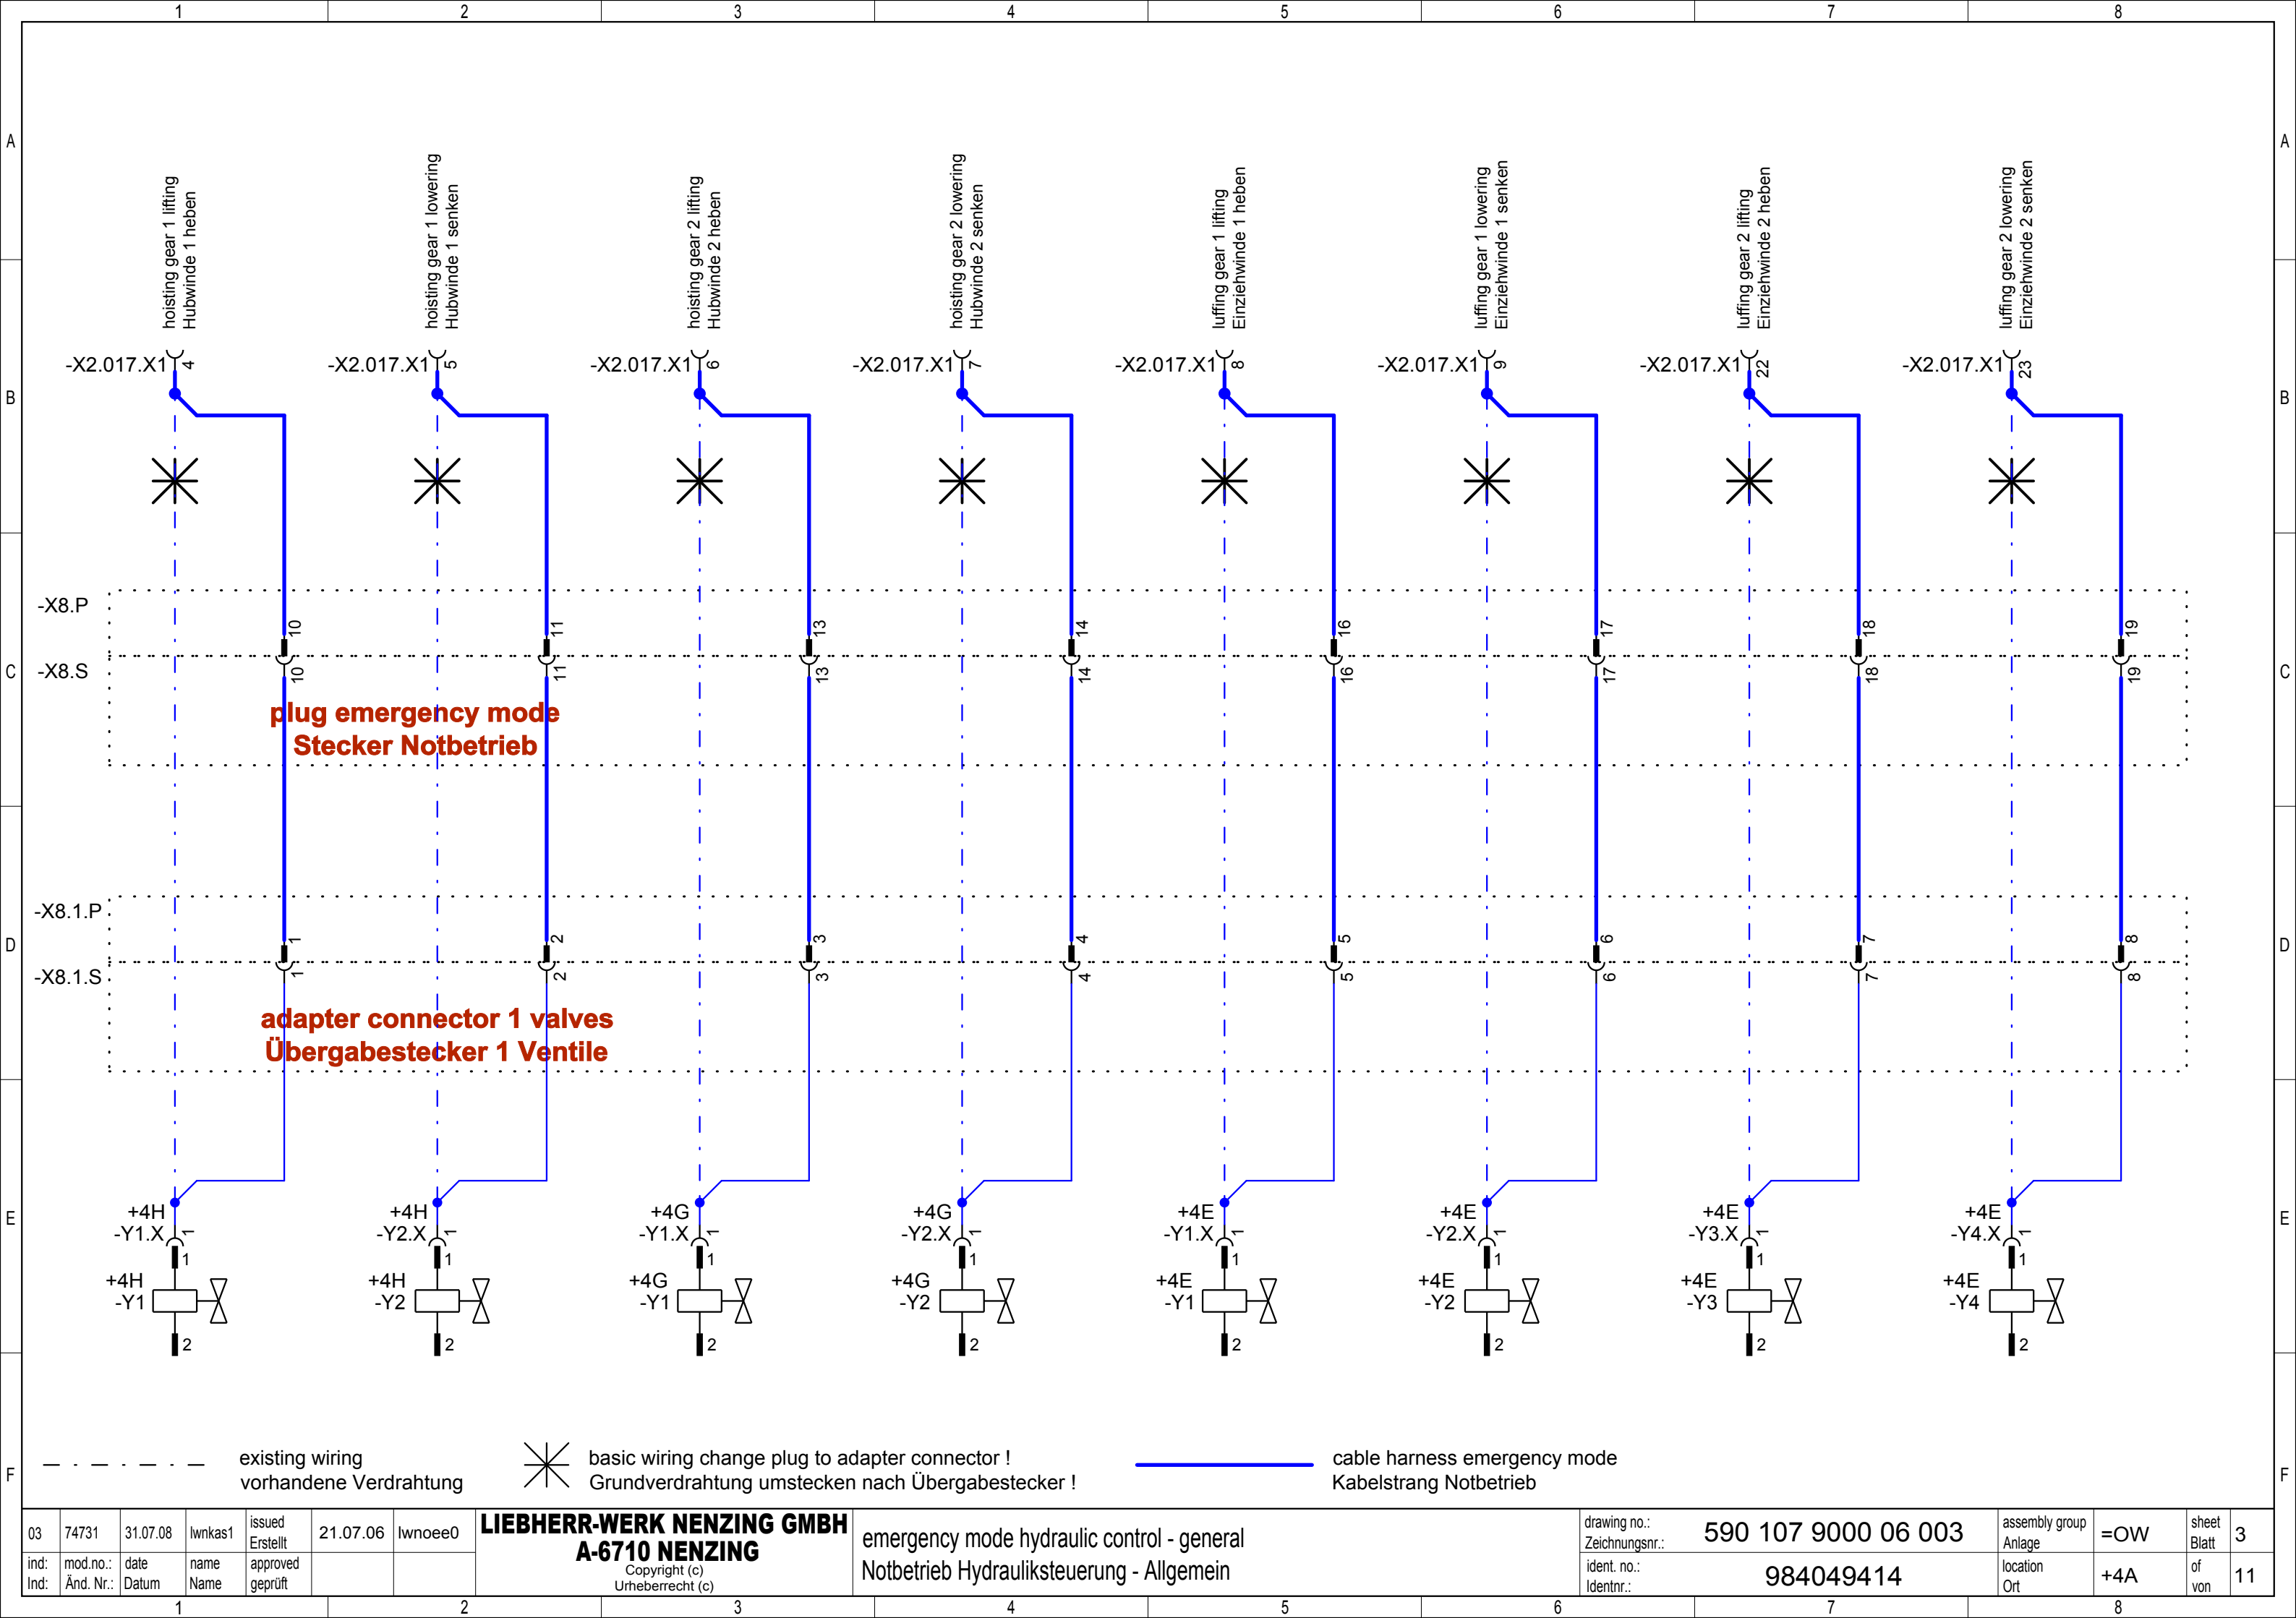 1 2 3 4 5 6 7 8
A A
hoisting gear 1 lifting
Hubwinde 1 heben
hoisting gear 1 lowering
Hubwinde 1 senken
hoisting gear 2 lifting
Hubwinde 2 heben
hoisting gear 2 lowering
Hubwinde 2 senken
luffing gear 1 lifting
Einziehwinde 1 heben
luffing gear 1 lowering
Einziehwinde 1 senken
luffing gear 2 lifting
Einziehwinde 2 heben
luffing gear 2 lowering
Einziehwinde 2 senken
-X2.017.X1 4 -X2.017.X1 5 -X2.017.X1 6 -X2.017.X1 7 -X2.017.X1 8 -X2.017.X1 9 -X2.017.X1 22 -X2.017.X1 23
B B
-X8.P
10 11 13 14 16 17 18 19
C -X8.S 10 11 13 14 16 17 18 19 C
plug emergency mode
Stecker Notbetrieb
-X8.1.P
D 1 2 3 4 5 6 7 8 D
-X8.1.S 1 2 3 4 5 6 7 8
adapter connector 1 valves
Übergabestecker 1 Ventile
E +4H +4H +4G +4G +4E +4E +4E +4E E
-Y1.X 1 -Y2.X 1 -Y1.X 1 -Y2.X 1 -Y1.X 1 -Y2.X 1 -Y3.X 1 -Y4.X 1
1 1 1 1 1 1 1 1
+4H +4H +4G +4G +4E +4E +4E +4E
-Y1 -Y2 -Y1 -Y2 -Y1 -Y2 -Y3 -Y4
2 2 2 2 2 2 2 2
F F
existing wiring
vorhandene Verdrahtung
basic wiring change plug to adapter connector !
Grundverdrahtung umstecken nach Übergabestecker !
cable harness emergency mode
Kabelstrang Notbetrieb
03 74731 31.07.08 lwnkas1 issued
Erstellt 21.07.06 lwnoee0
ind: mod.no.: date name approved
Ind: Änd. Nr.: Datum Name geprüft
LIEBHERR-WERK NENZING GMBH
A-6710 NENZING
Copyright (c)
Urheberrecht (c)
emergency mode hydraulic control - general
Notbetrieb Hydrauliksteuerung - Allgemein
drawing no.:
Zeichnungsnr.: 590 107 9000 06 003
ident. no.:
Identnr.: 984049414
assembly group
Anlage =OW
location
Ort +4A
sheet
Blatt 3
of
von 11
1 2 3 4 5 6 7 8